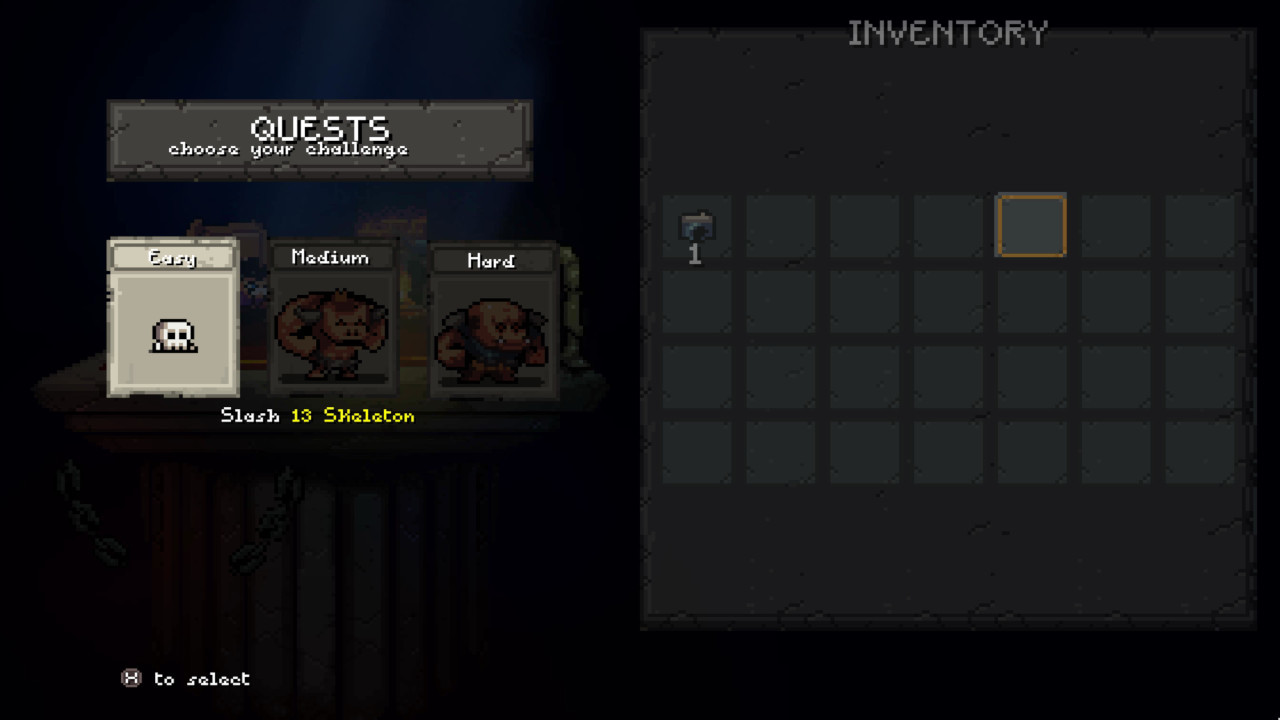 INVENTORY
QUESTS
choose your challenge
Easy
Medium
Hard
1
Slash 13 Skeleton
X to select